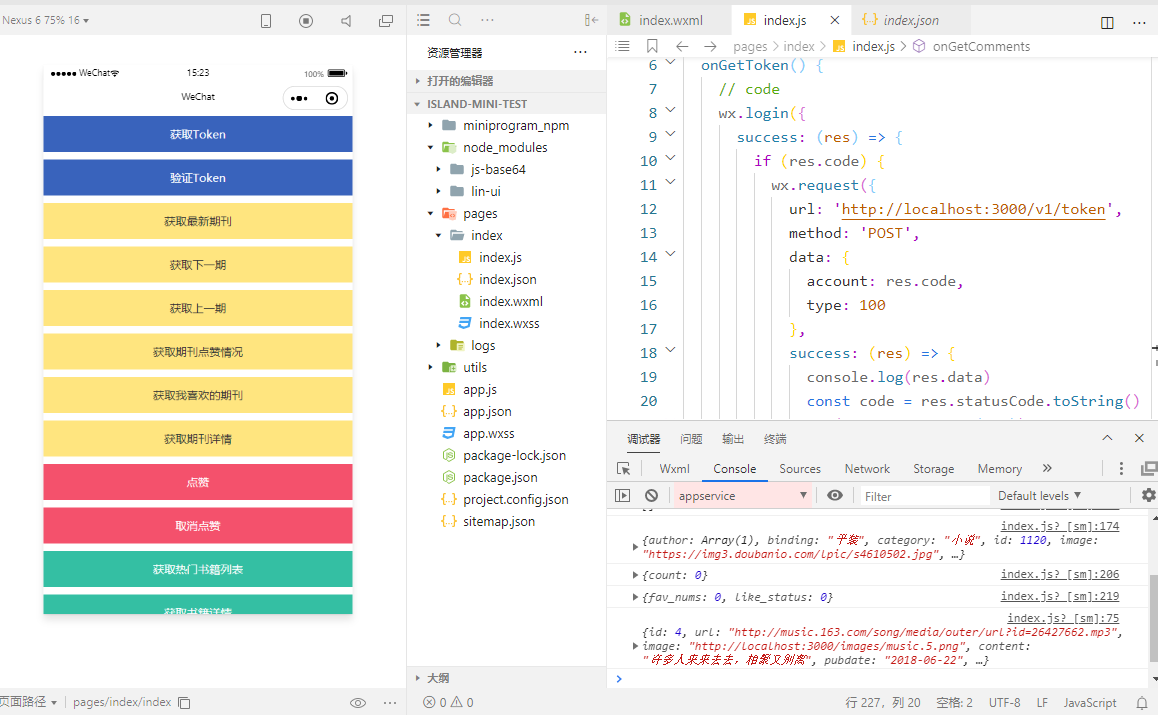 Nexus 6 75% 16
WeChat
15:23
100%
WeChat
获取Token
验证Token
获取最新期刊
获取下一期
获取上一期
获取期刊点赞情况
获取我喜欢的期刊
获取期刊详情
点赞
取消点赞
获取热门书籍列表
获取书籍详情
页面路径
pages/index/index
资源管理器
打开的编辑器
ISLAND-MINI-TEST
miniprogram_npm
node_modules
js-base64
lin-ui
pages
index
index.js
index.json
index.wxml
index.wxss
logs
utils
app.js
app.json
app.wxss
package-lock.json
package.json
project.config.json
sitemap.json
大纲
0 0
index.wxml
index.js
index.json
pages > index > index.js > onGetComments
6 onGetToken() {
7 // code
8 wx.login({
9 success: (res) => {
10 if (res.code) {
11 wx.request({
12 url: 'http://localhost:3000/v1/token',
13 method: 'POST',
14 data: {
15 account: res.code,
16 type: 100
17 },
18 success: (res) => {
19 console.log(res.data)
20 const code = res.statusCode.toString()
调试器 问题 输出 终端
Wxml Console Sources Network Storage Memory
appservice
Filter
Default levels
index.js? [sm]:174
{author: Array(1), binding: "平装", category: "小说", id: 1120, image:
"https://img3.doubanio.com/lpic/s4610502.jpg", …}
{count: 0} index.js? [sm]:206
{fav_nums: 0, like_status: 0} index.js? [sm]:219
index.js? [sm]:75
{id: 4, url: "http://music.163.com/song/media/outer/url?id=26427662.mp3",
image: "http://localhost:3000/images/music.5.png", content:
"许多人来来去去，相聚又别离", pubdate: "2018-06-22", …}
行 227，列 20 空格: 2 UTF-8 LF JavaScript